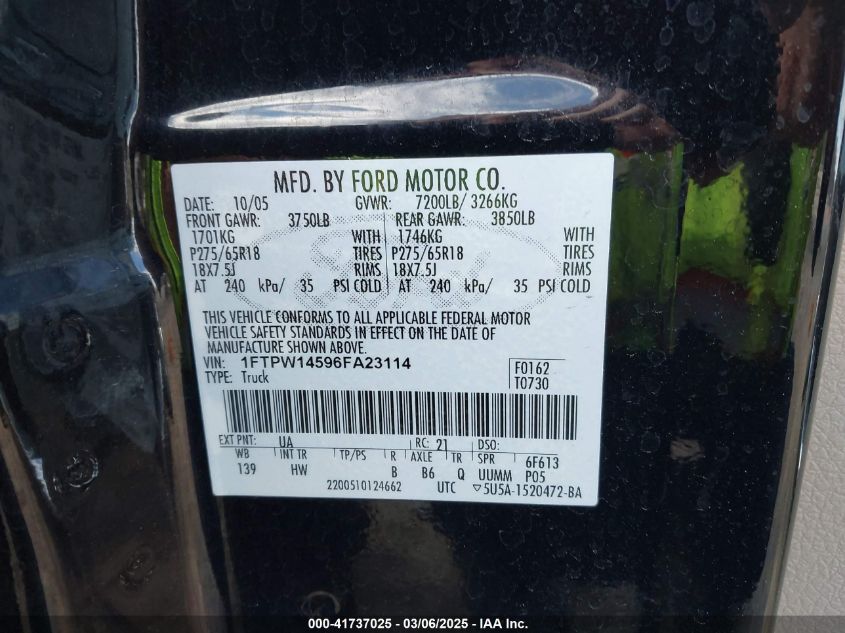 MFD. BY FORD MOTOR CO.
DATE: 10/05 GVWR: 7200LB/ 3266KG
FRONT GAWR: 3750LB REAR GAWR: 3850LB
1701KG WITH 1746KG WITH
P275/65R18 TIRES P275/65R18 TIRES
18X7.5J RIMS 18X7.5J RIMS
AT 240 kPa/ 35 PSI COLD AT 240 kPa/ 35 PSI COLD
THIS VEHICLE CONFORMS TO ALL APPLICABLE FEDERAL MOTOR
VEHICLE SAFETY STANDARDS IN EFFECT ON THE DATE OF
MANUFACTURE SHOWN ABOVE.
VIN: 1FTPW14596FA23114 F0162
TYPE: Truck T0730
EXT PNT: UA RC: 21 DSO:
WB INT TR TP/PS R AXLE TR SPR 6F613
139 HW B B6 Q UUMM P05
2200510124662 UTC ▽5U5A-1520472-BA
000-41737025 - 03/06/2025 - IAA Inc.